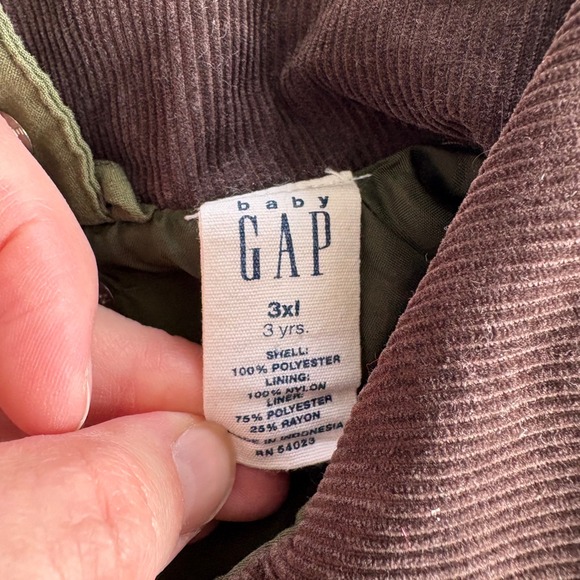 baby
GAP
3xl
3 yrs.
SHELL:
100% POLYESTER
LINING:
100% NYLON
LINER:
75% POLYESTER
25% RAYON
MADE IN INDONESIA
RN 54023